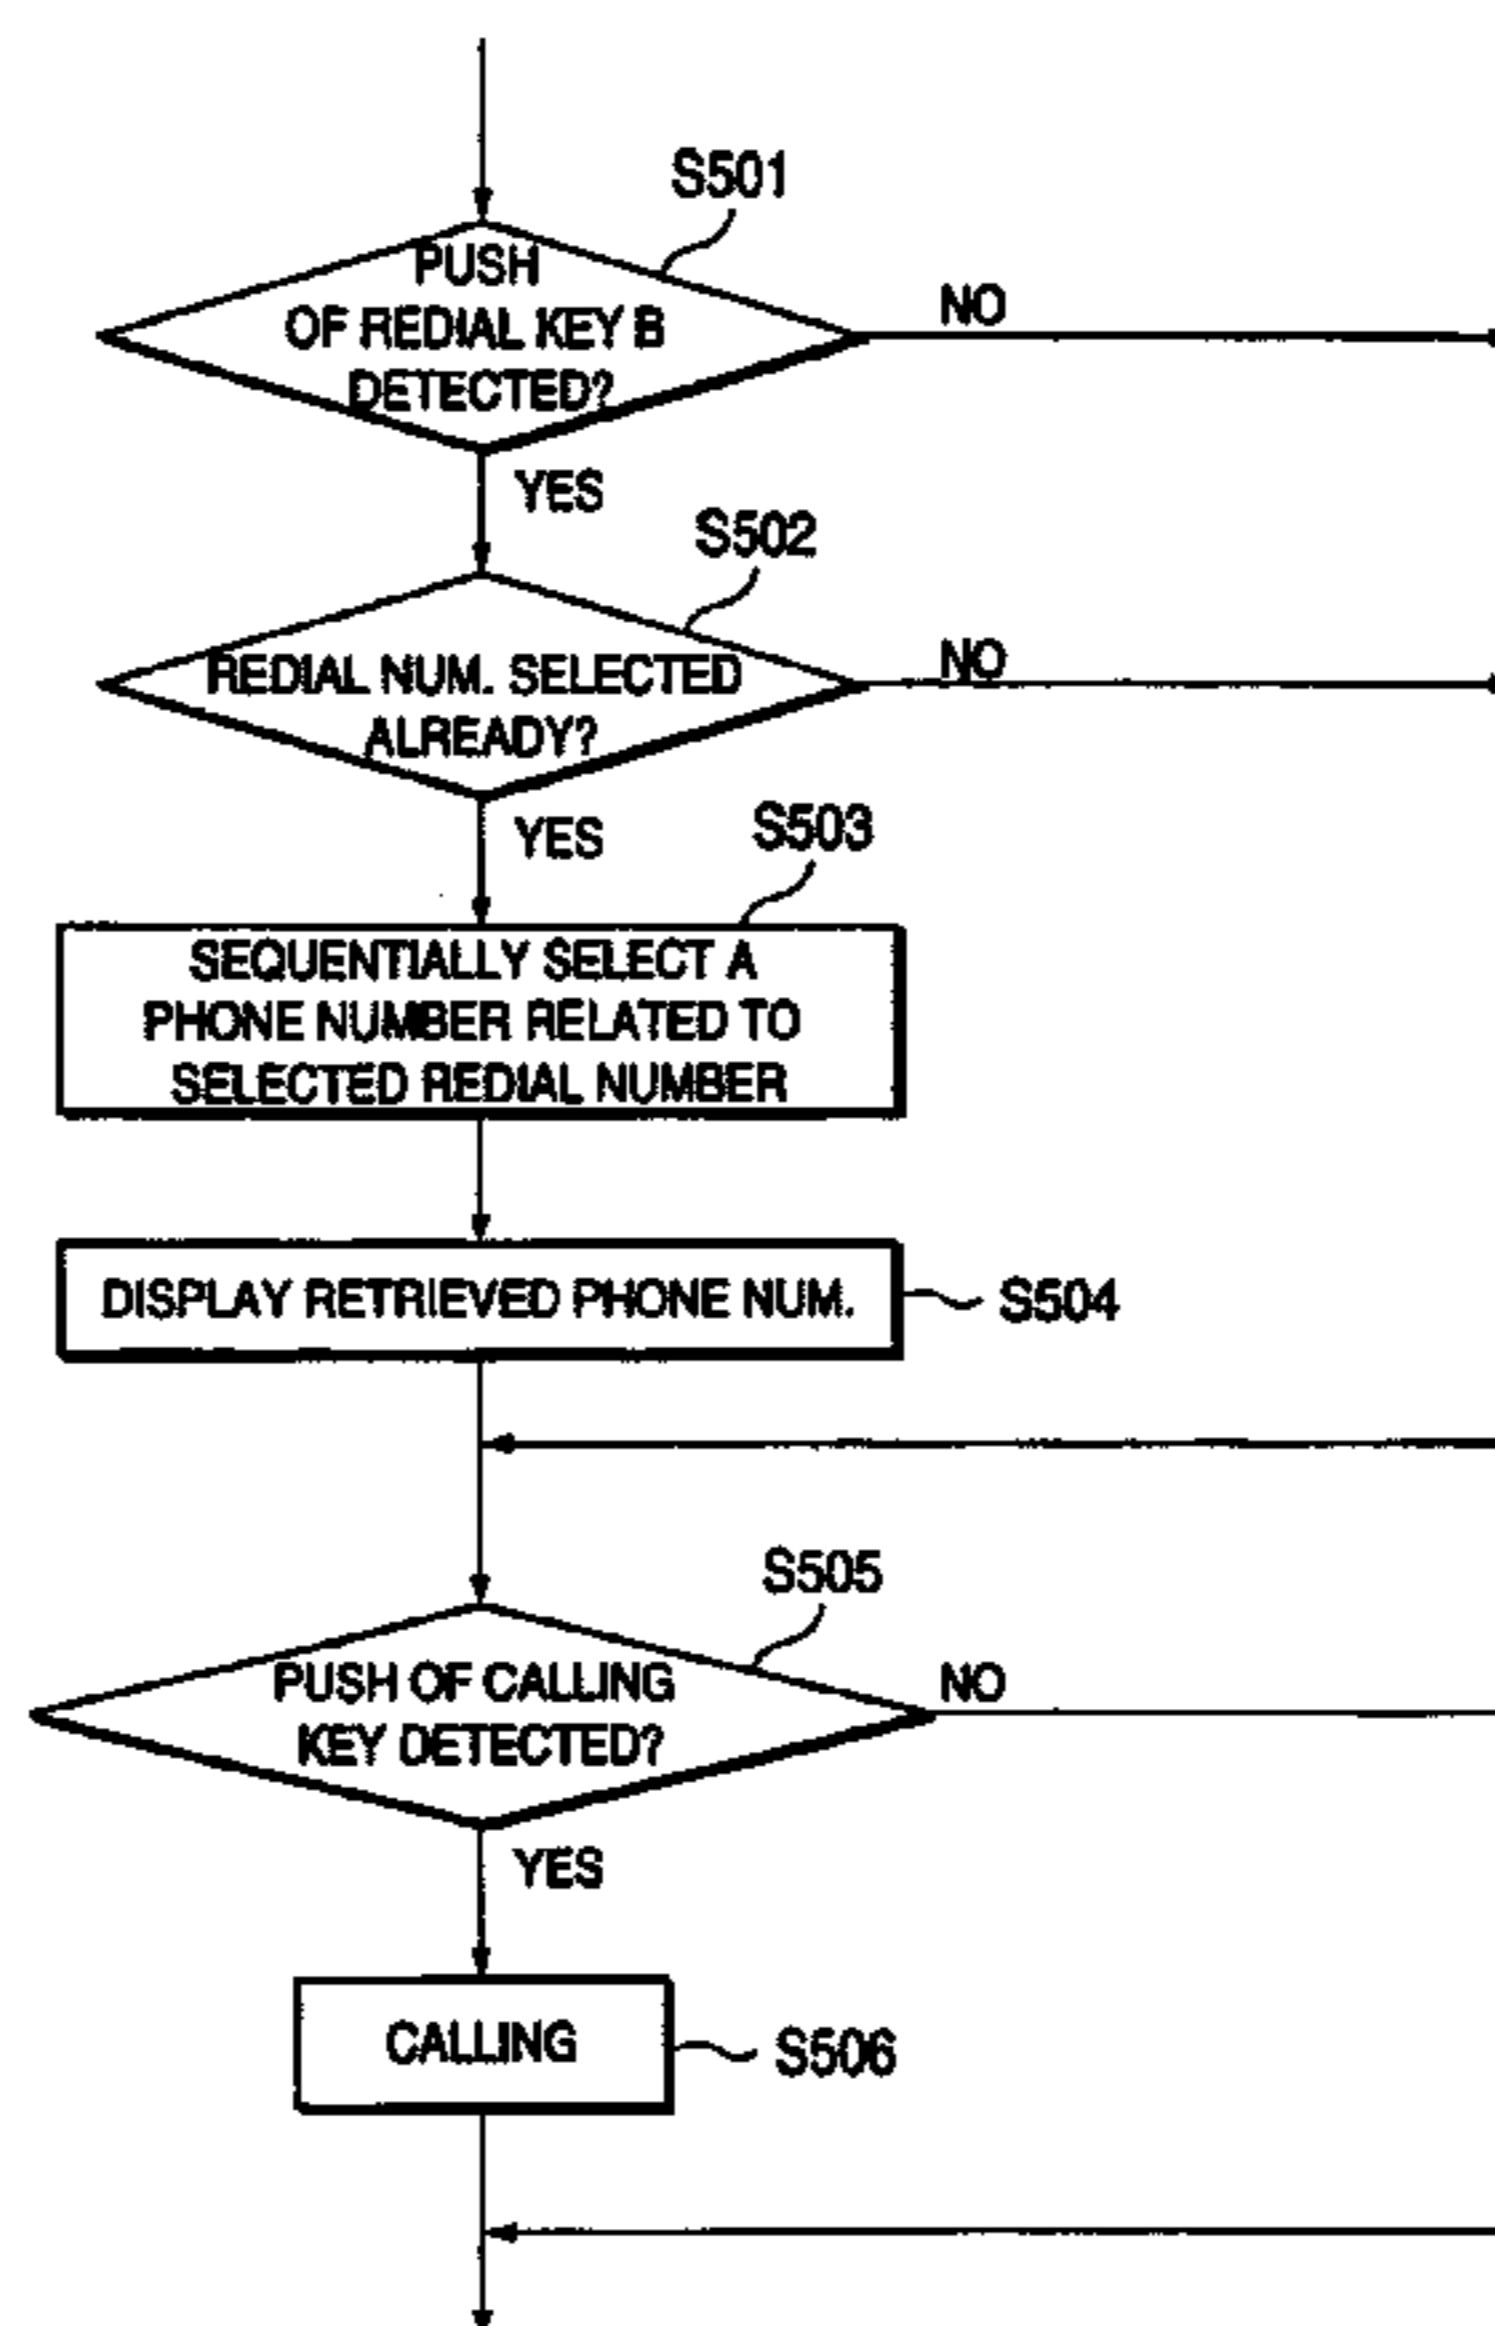 S501
PUSH
OF REDIAL KEY B
DETECTED?
NO
YES
S502
REDIAL NUM. SELECTED
ALREADY?
NO
YES
S503
SEQUENTIALLY SELECT A
PHONE NUMBER RELATED TO
SELECTED REDIAL NUMBER
DISPLAY RETRIEVED PHONE NUM.
S504
S505
PUSH OF CALLING
KEY DETECTED?
NO
YES
CALLING
S506